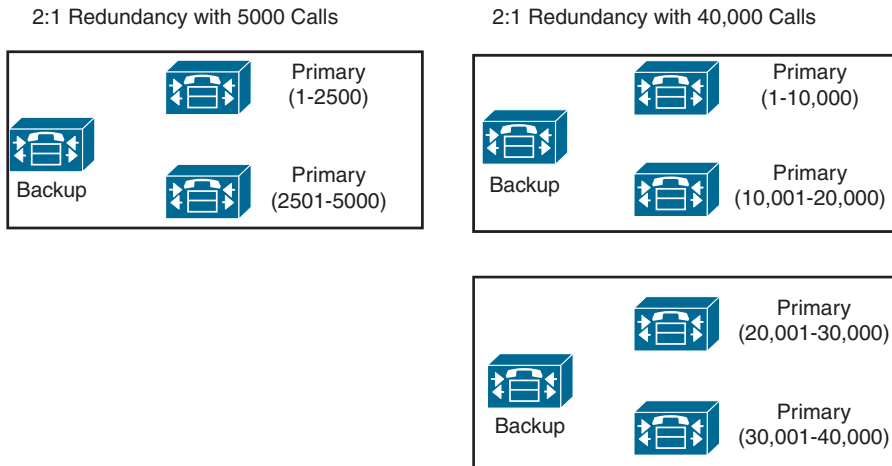 2:1 Redundancy with 5000 Calls
Backup
Primary
(1-2500)
Primary
(2501-5000)
2:1 Redundancy with 40,000 Calls
Backup
Primary
(1-10,000)
Primary
(10,001-20,000)
Backup
Primary
(20,001-30,000)
Primary
(30,001-40,000)